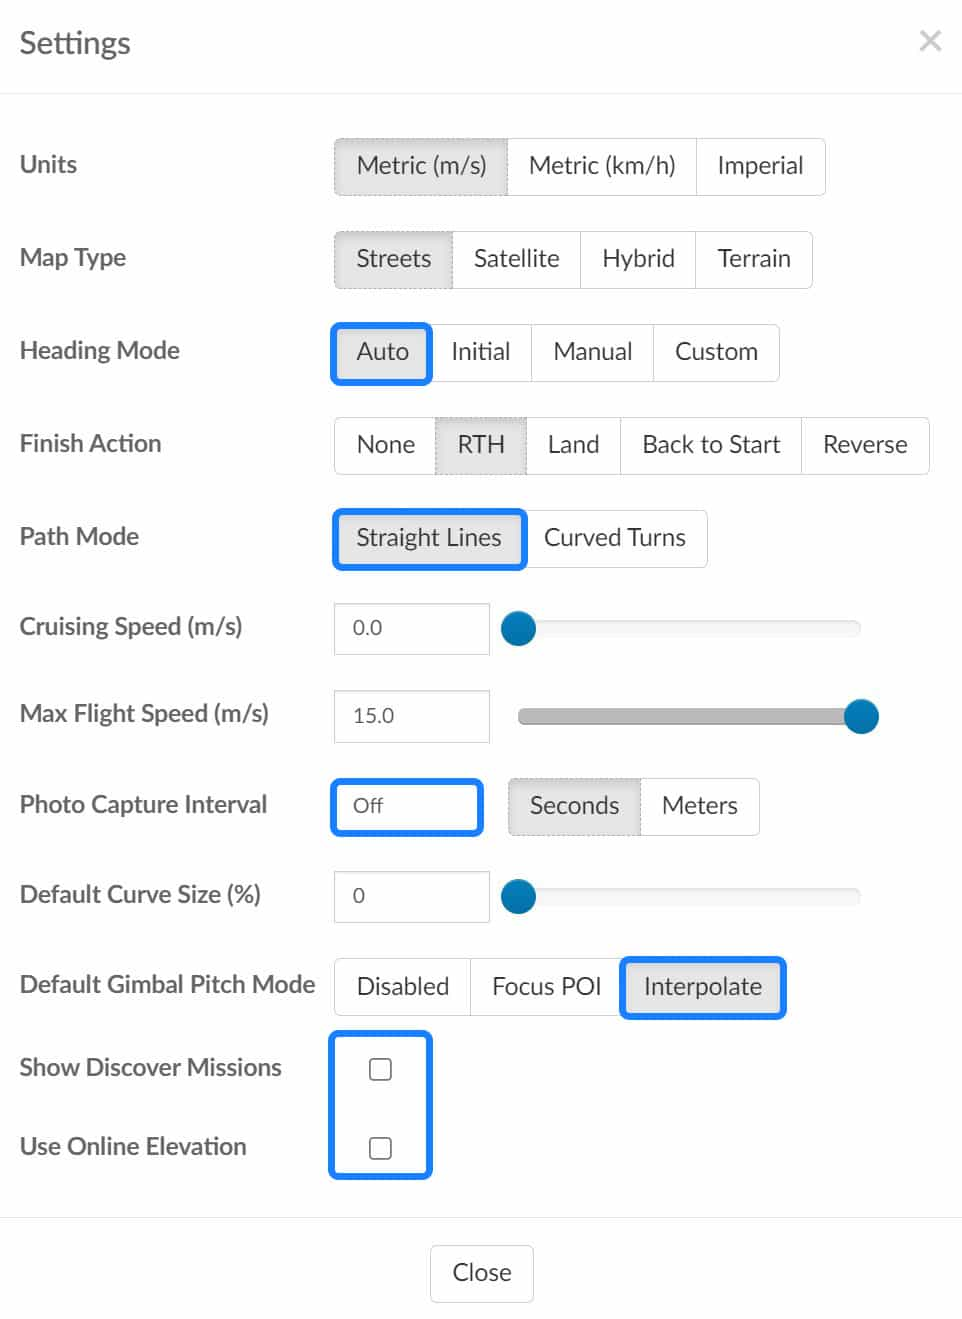 Settings
Units Metric (m/s) Metric (km/h) Imperial
Map Type Streets Satellite Hybrid Terrain
Heading Mode Auto Initial Manual Custom
Finish Action None RTH Land Back to Start Reverse
Path Mode Straight Lines Curved Turns
Cruising Speed (m/s) 0.0
Max Flight Speed (m/s) 15.0
Photo Capture Interval Off Seconds Meters
Default Curve Size (%) 0
Default Gimbal Pitch Mode Disabled Focus POI Interpolate
Show Discover Missions
Use Online Elevation
Close